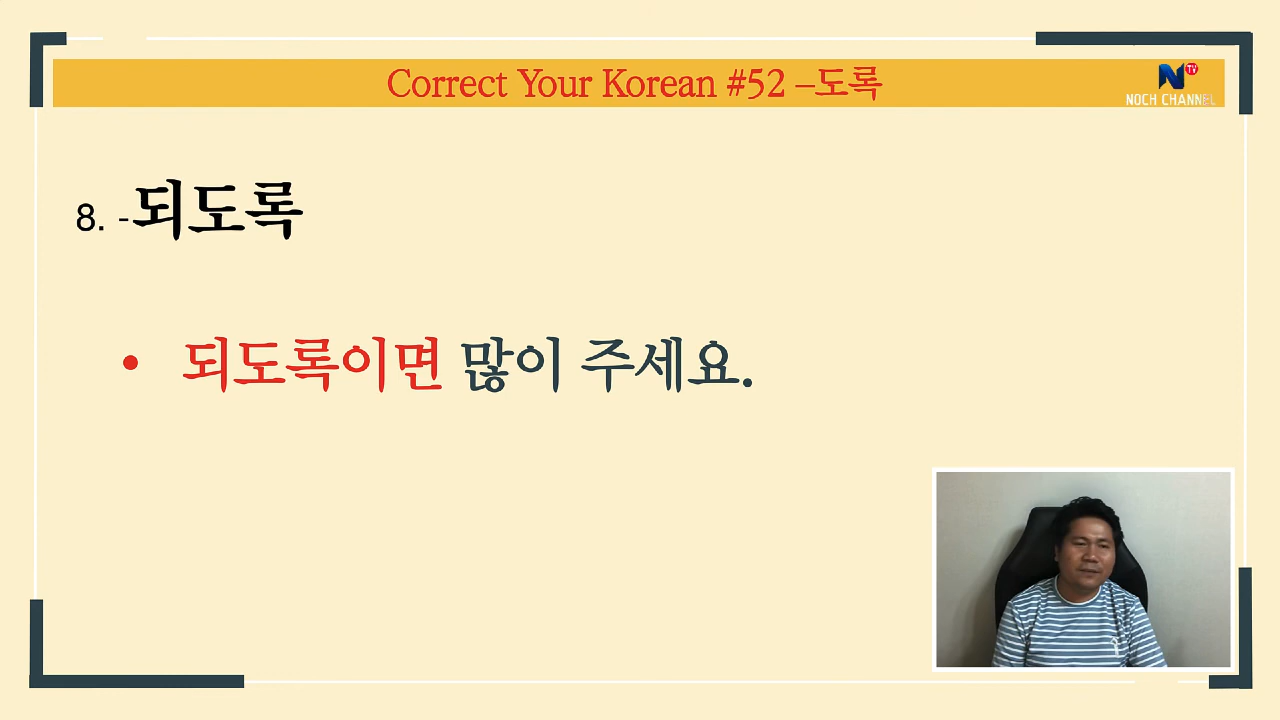 Correct Your Korean #52 –도록
N TV
NOCH CHANNEL
8. -되도록
• 되도록이면 많이 주세요.